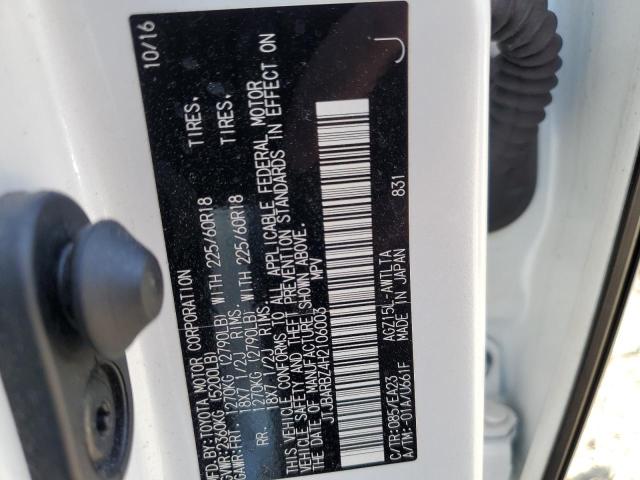 MFD.BY:TOYOTA MOTOR CORPORATION 10/16
GVWR:2360KG (5200LB)
GAWR:FRT 1270KG (2790LB) WITH 225/60R18 TIRES,
18X7 1/2J RIMS.
RR. 1270KG (2790LB) WITH 225/60R18 TIRES,
18X7 1/2J RIMS.
THIS VEHICLE CONFORMS TO ALL APPLICABLE FEDERAL MOTOR
VEHICLE SAFETY AND THEFT PREVENTION STANDARDS IN EFFECT ON
THE DATE OF MANUFACTURE SHOWN ABOVE.
JTJBARBZ4H2106003 MPV
J
C/TR:085/EA23 AGZ15L-AWTLTA 831
A/TM:-01A/U661F MADE IN JAPAN